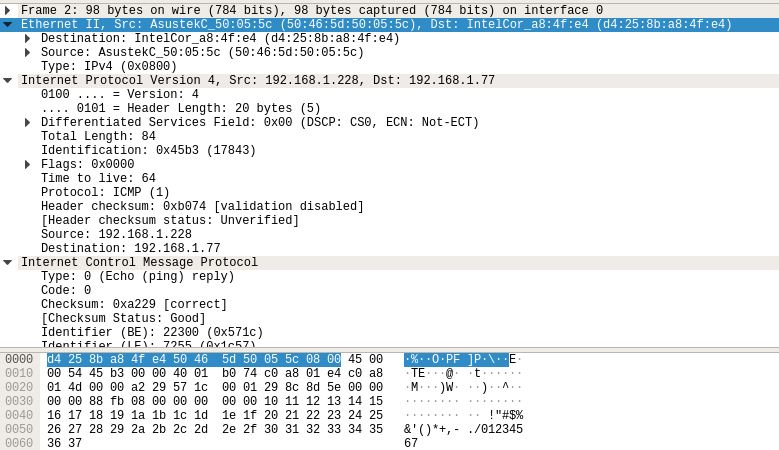 Frame 2: 98 bytes on wire (784 bits), 98 bytes captured (784 bits) on interface 0
Ethernet II, Src: AsustekC_50:05:5c (50:46:5d:50:05:5c), Dst: IntelCor_a8:4f:e4 (d4:25:8b:a8:4f:e4)
Destination: IntelCor_a8:4f:e4 (d4:25:8b:a8:4f:e4)
Source: AsustekC_50:05:5c (50:46:5d:50:05:5c)
Type: IPv4 (0x0800)
Internet Protocol Version 4, Src: 192.168.1.228, Dst: 192.168.1.77
0100 .... = Version: 4
.... 0101 = Header Length: 20 bytes (5)
Differentiated Services Field: 0x00 (DSCP: CS0, ECN: Not-ECT)
Total Length: 84
Identification: 0x45b3 (17843)
Flags: 0x0000
Time to live: 64
Protocol: ICMP (1)
Header checksum: 0xb074 [validation disabled]
[Header checksum status: Unverified]
Source: 192.168.1.228
Destination: 192.168.1.77
Internet Control Message Protocol
Type: 0 (Echo (ping) reply)
Code: 0
Checksum: 0xa229 [correct]
[Checksum Status: Good]
Identifier (BE): 22300 (0x571c)
Identifier (LE): 7255 (0x1c57)
0000 d4 25 8b a8 4f e4 50 46 5d 50 05 5c 08 00 45 00 ·%··O·PF ]P·\··E·
0010 00 54 45 b3 00 00 40 01 b0 74 c0 a8 01 e4 c0 a8 ·TE···@· ·t······
0020 01 4d 00 00 a2 29 57 1c 00 01 29 8c 8d 5e 00 00 ·M···)W· ··)··^··
0030 00 00 88 fb 08 00 00 00 00 00 10 11 12 13 14 15 ········ ········
0040 16 17 18 19 1a 1b 1c 1d 1e 1f 20 21 22 23 24 25 ········ ·· !"#$%
0050 26 27 28 29 2a 2b 2c 2d 2e 2f 30 31 32 33 34 35 &'()*+,- ./012345
0060 36 37 67